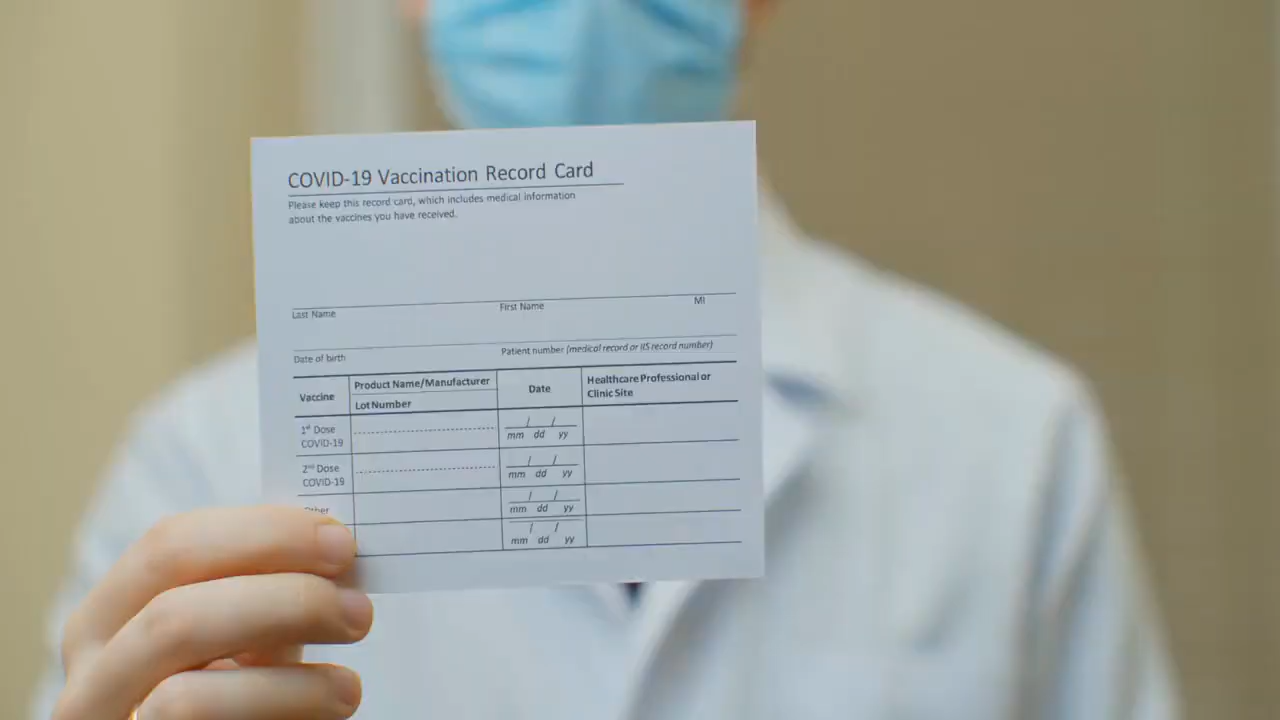 COVID-19 Vaccination Record Card
Please keep this record card, which includes medical information
about the vaccines you have received.
Last Name First Name MI
Date of birth Patient number (medical record or IIS record number)
Vaccine Product Name/Manufacturer Date Healthcare Professional or
Lot Number Clinic Site
1st Dose
COVID-19 / /
mm dd yy
2nd Dose
COVID-19 / /
mm dd yy
Other / /
mm dd yy
/ /
mm dd yy